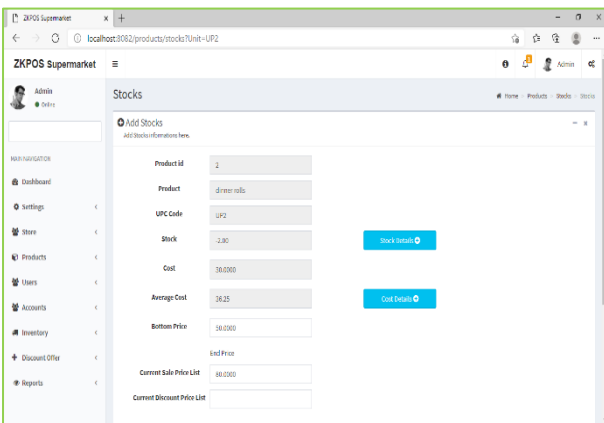 ZKPOS Supermarket
localhost:8082/products/stocks?Unit=UP2
ZKPOS Supermarket
Admin
Admin
Online
Stocks
Home
Products
Stocks
Stocks
Add Stocks
Add Stocks informations here.
MAIN NAVIGATION
Dashboard
Settings
Store
Products
Users
Accounts
Inventory
Discount Offer
Reports
Product id
2
Product
dinner rolls
UPC Code
UP2
Stock
-2.00
Stock Details
Cost
30.0000
Average Cost
36.25
Cost Details
Bottom Price
50.0000
End Price
Current Sale Price List
60.0000
Current Discount Price List